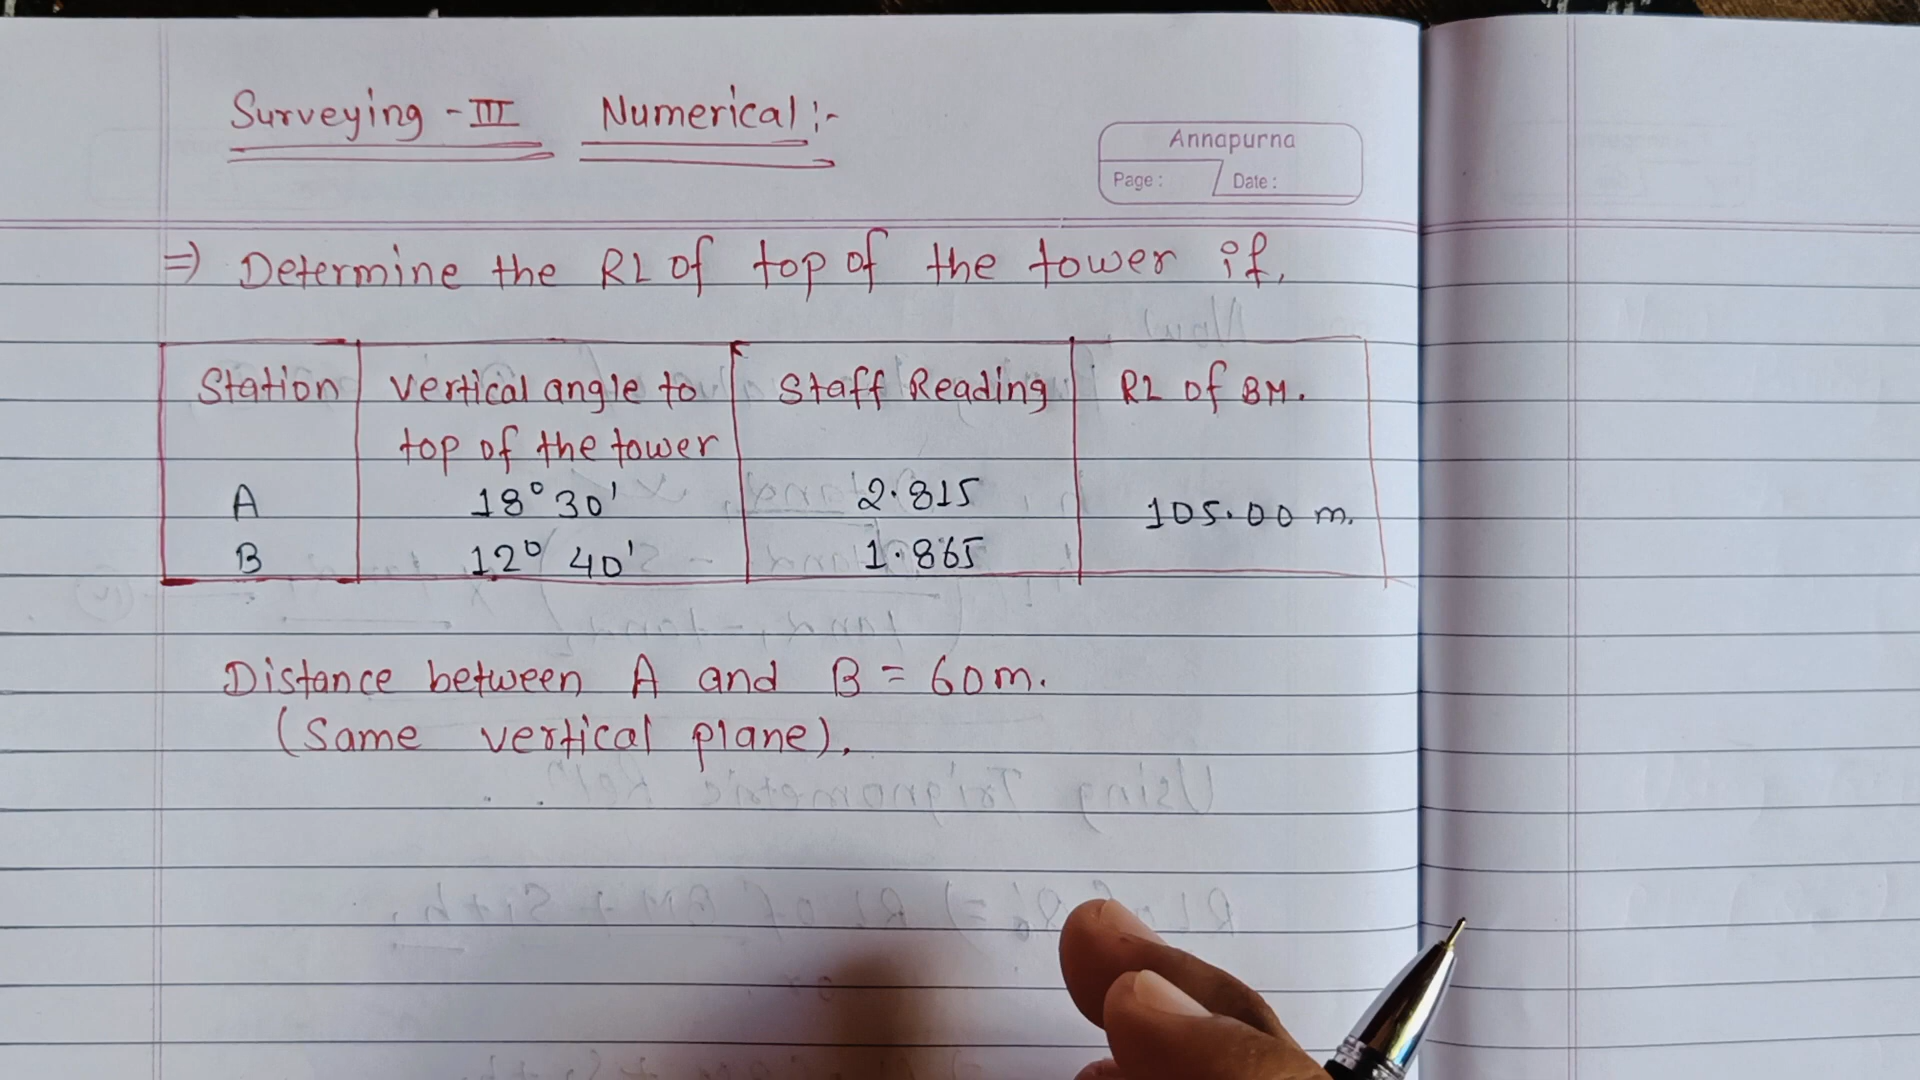 Surveying - III Numerical :-
Annapurna
Page : Date :
=) Determine the RL of top of the tower if,
Station Vertical angle to top of the tower Staff Reading RL of BM.
A 18° 30' 2.815 105.00 m.
B 12° 40' 1.865
Distance between A and B = 60m.
(Same vertical plane).